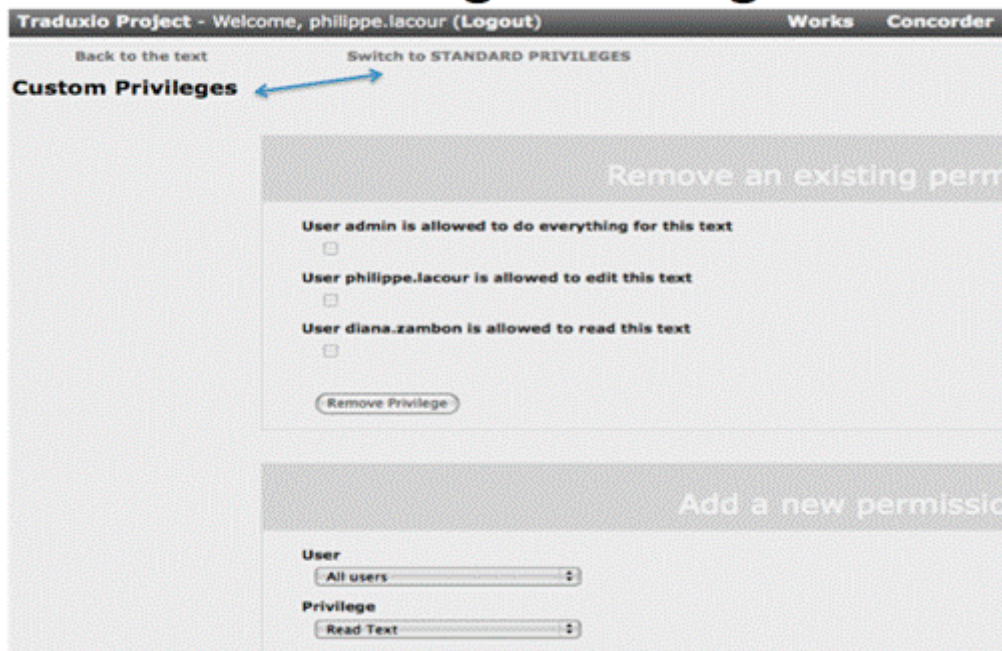 Traduxio Project - Welcome, philippe.lacour (Logout) Works Concorder
Back to the text Switch to STANDARD PRIVILEGES
Custom Privileges
Remove an existing perm
User admin is allowed to do everything for this text
User philippe.lacour is allowed to edit this text
User diana.zambon is allowed to read this text
Remove Privilege
Add a new permissio
User
All users
Privilege
Read Text